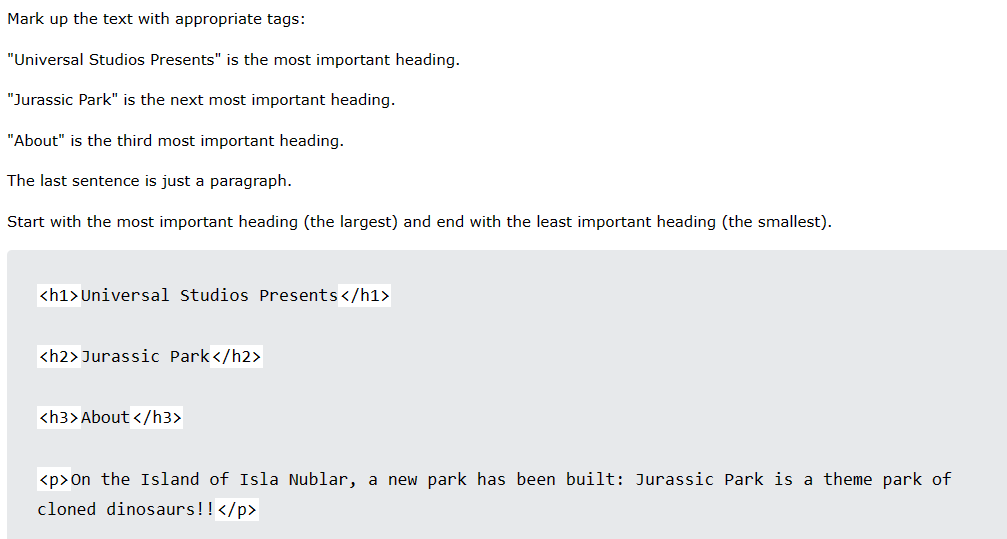 Mark up the text with appropriate tags:
"Universal Studios Presents" is the most important heading.
"Jurassic Park" is the next most important heading.
"About" is the third most important heading.
The last sentence is just a paragraph.
Start with the most important heading (the largest) and end with the least important heading (the smallest).
<h1>Universal Studios Presents</h1>
<h2>Jurassic Park</h2>
<h3>About</h3>
<p>On the Island of Isla Nublar, a new park has been built: Jurassic Park is a theme park of
cloned dinosaurs!!</p>